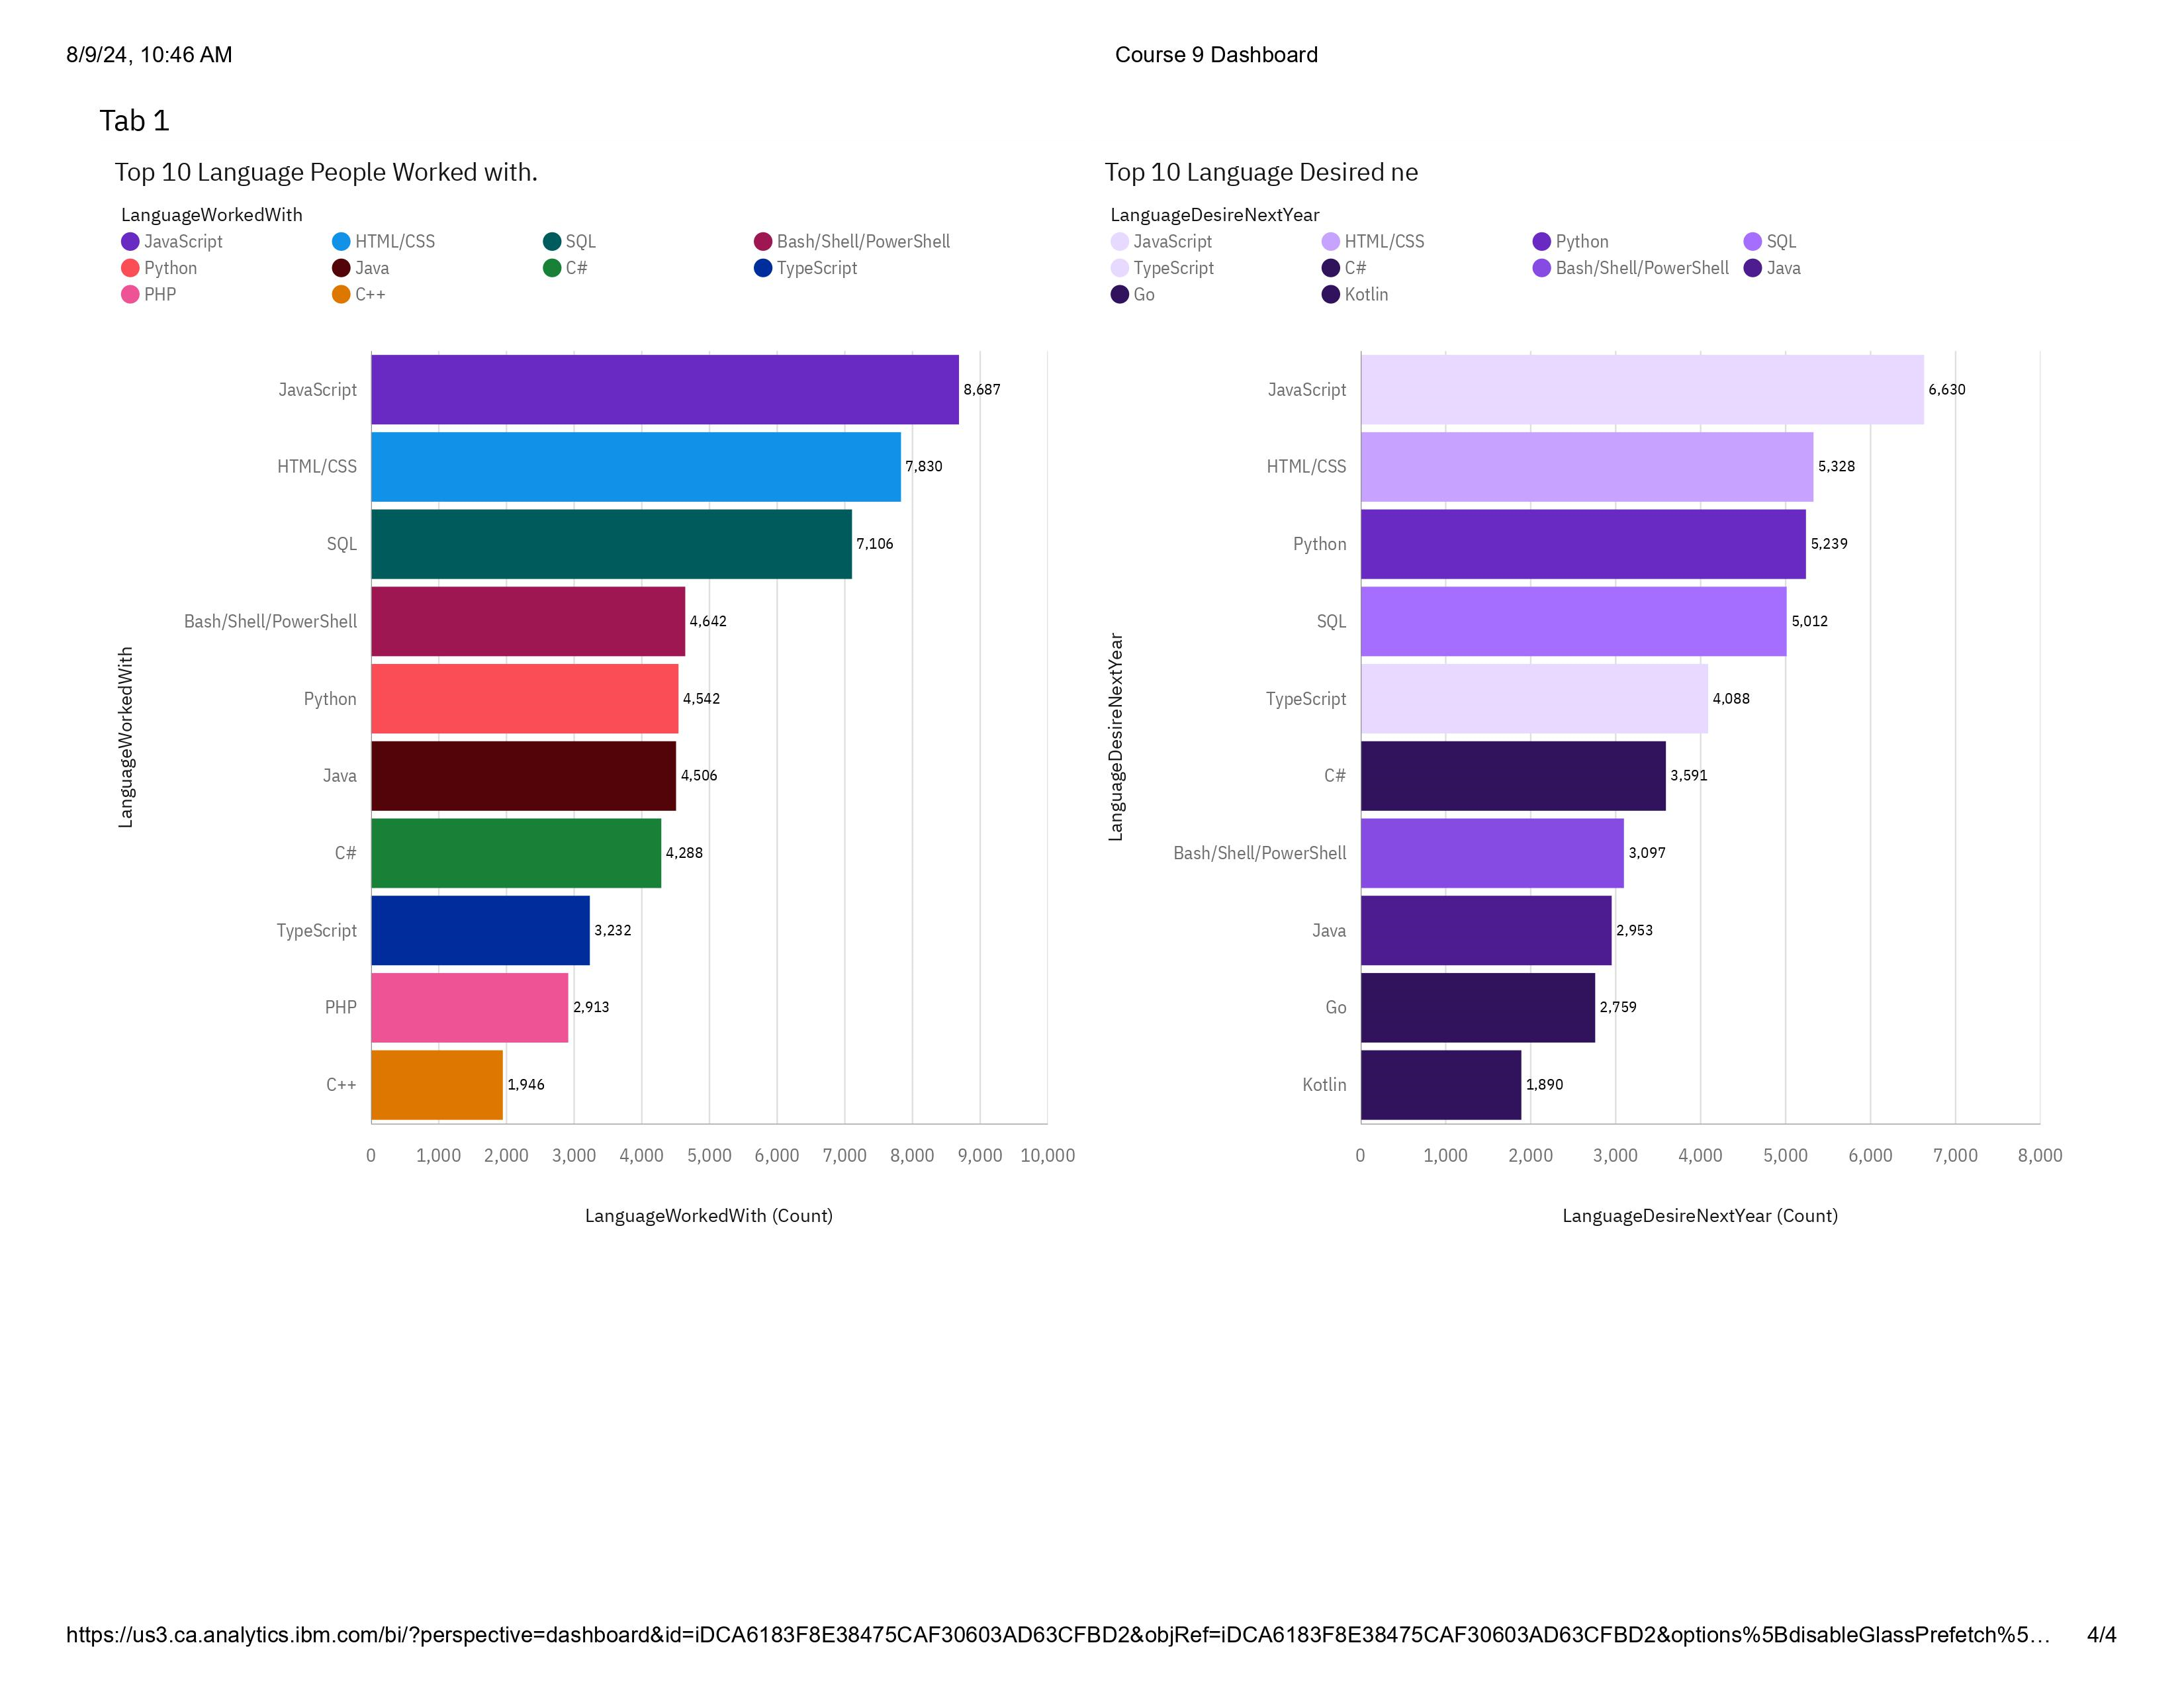 8/9/24, 10:46 AM
Course 9 Dashboard
Tab 1
Top 10 Language People Worked with.
LanguageWorkedWith
JavaScript HTML/CSS SQL Bash/Shell/PowerShell
Python Java C# TypeScript
PHP C++
LanguageWorkedWith
JavaScript 8,687
HTML/CSS 7,830
SQL 7,106
Bash/Shell/PowerShell 4,642
Python 4,542
Java 4,506
C# 4,288
TypeScript 3,232
PHP 2,913
C++ 1,946
0 1,000 2,000 3,000 4,000 5,000 6,000 7,000 8,000 9,000 10,000
LanguageWorkedWith (Count)
Top 10 Language Desired ne
LanguageDesireNextYear
JavaScript HTML/CSS Python SQL
TypeScript C# Bash/Shell/PowerShell Java
Go Kotlin
LanguageDesireNextYear
JavaScript 6,630
HTML/CSS 5,328
Python 5,239
SQL 5,012
TypeScript 4,088
C# 3,591
Bash/Shell/PowerShell 3,097
Java 2,953
Go 2,759
Kotlin 1,890
0 1,000 2,000 3,000 4,000 5,000 6,000 7,000 8,000
LanguageDesireNextYear (Count)
https://us3.ca.analytics.ibm.com/bi/?perspective=dashboard&id=iDCA6183F8E38475CAF30603AD63CFBD2&objRef=iDCA6183F8E38475CAF30603AD63CFBD2&options%5BdisableGlassPrefetch%5… 4/4